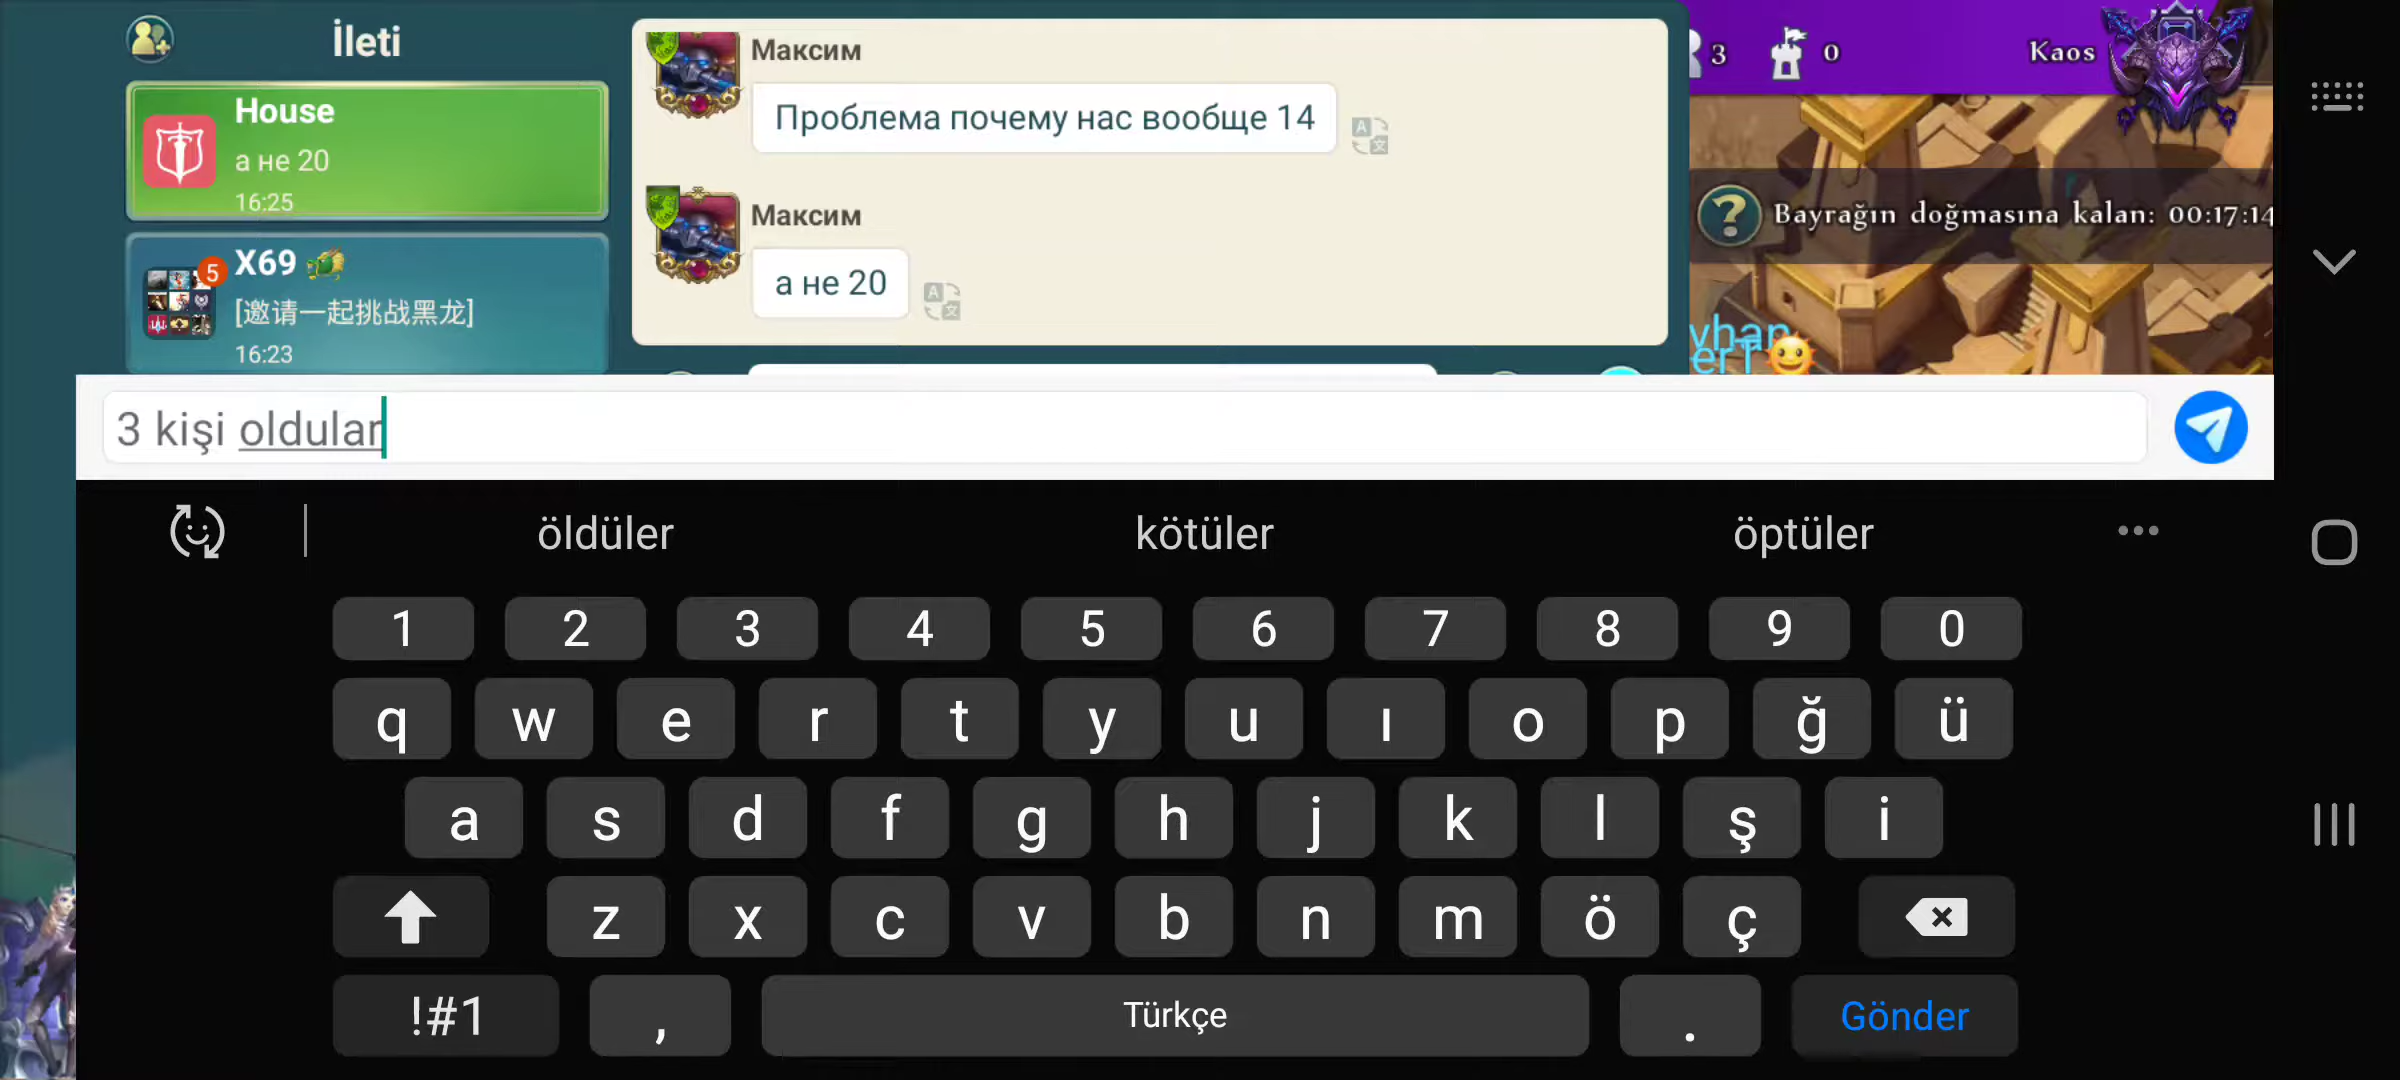 İleti
House
а не 20
16:25
5
X69
[邀请一起挑战黑龙]
16:23
Максим
Проблема почему нас вообще 14
Максим
а не 20
3
0
Kaos
Bayrağın doğmasına kalan: 00:17:14
3 kişi oldular
öldüler
kötüler
öptüler
1 2 3 4 5 6 7 8 9 0
q w e r t y u ı o p ğ ü
a s d f g h j k l ş i
z x c v b n m ö ç
!#1 , Türkçe . Gönder